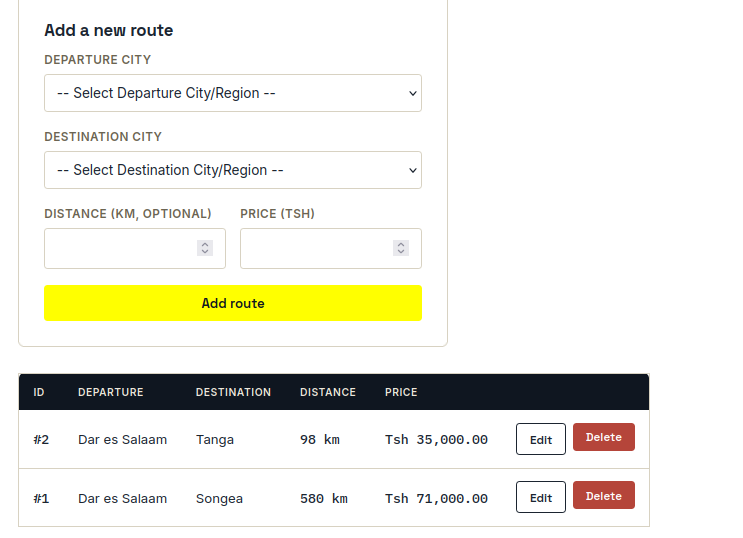 Add a new route
DEPARTURE CITY
-- Select Departure City/Region --
DESTINATION CITY
-- Select Destination City/Region --
DISTANCE (KM, OPTIONAL) PRICE (TSH)
Add route
ID DEPARTURE DESTINATION DISTANCE PRICE
#2 Dar es Salaam Tanga 98 km Tsh 35,000.00 Edit Delete
#1 Dar es Salaam Songea 580 km Tsh 71,000.00 Edit Delete